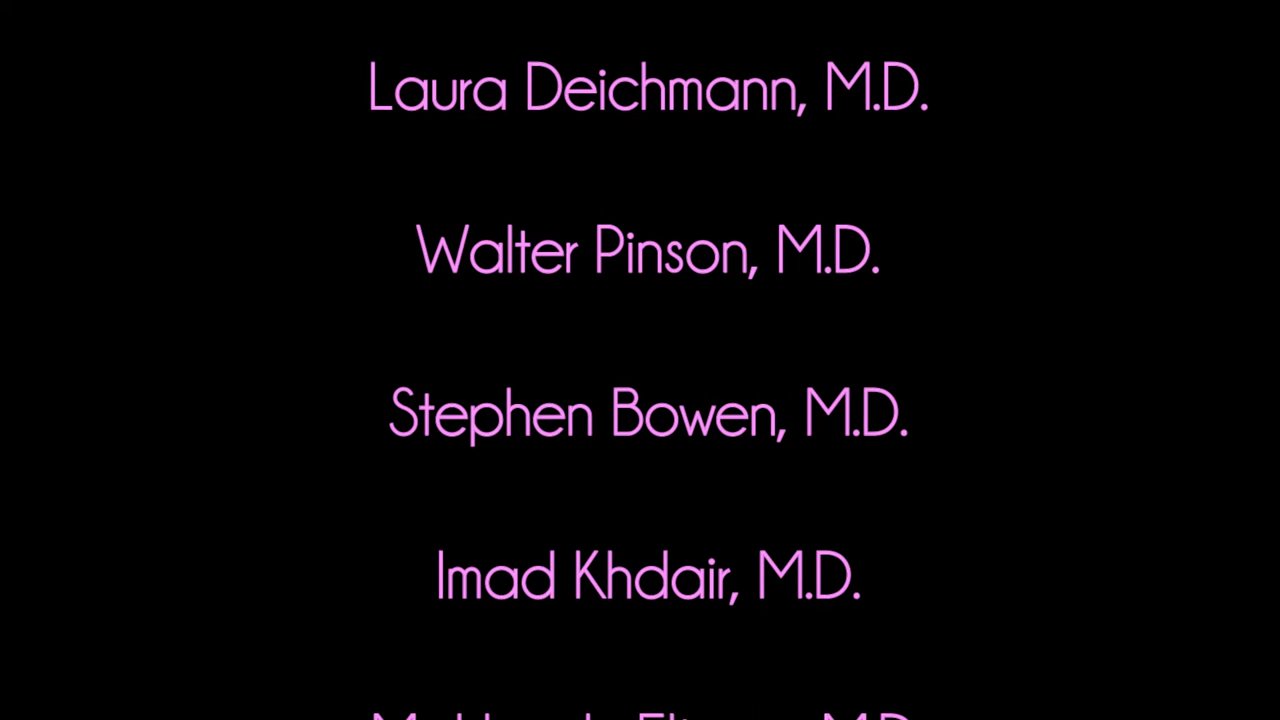 Laura Deichmann, M.D.
Walter Pinson, M.D.
Stephen Bowen, M.D.
Imad Khdair, M.D.
M.D.